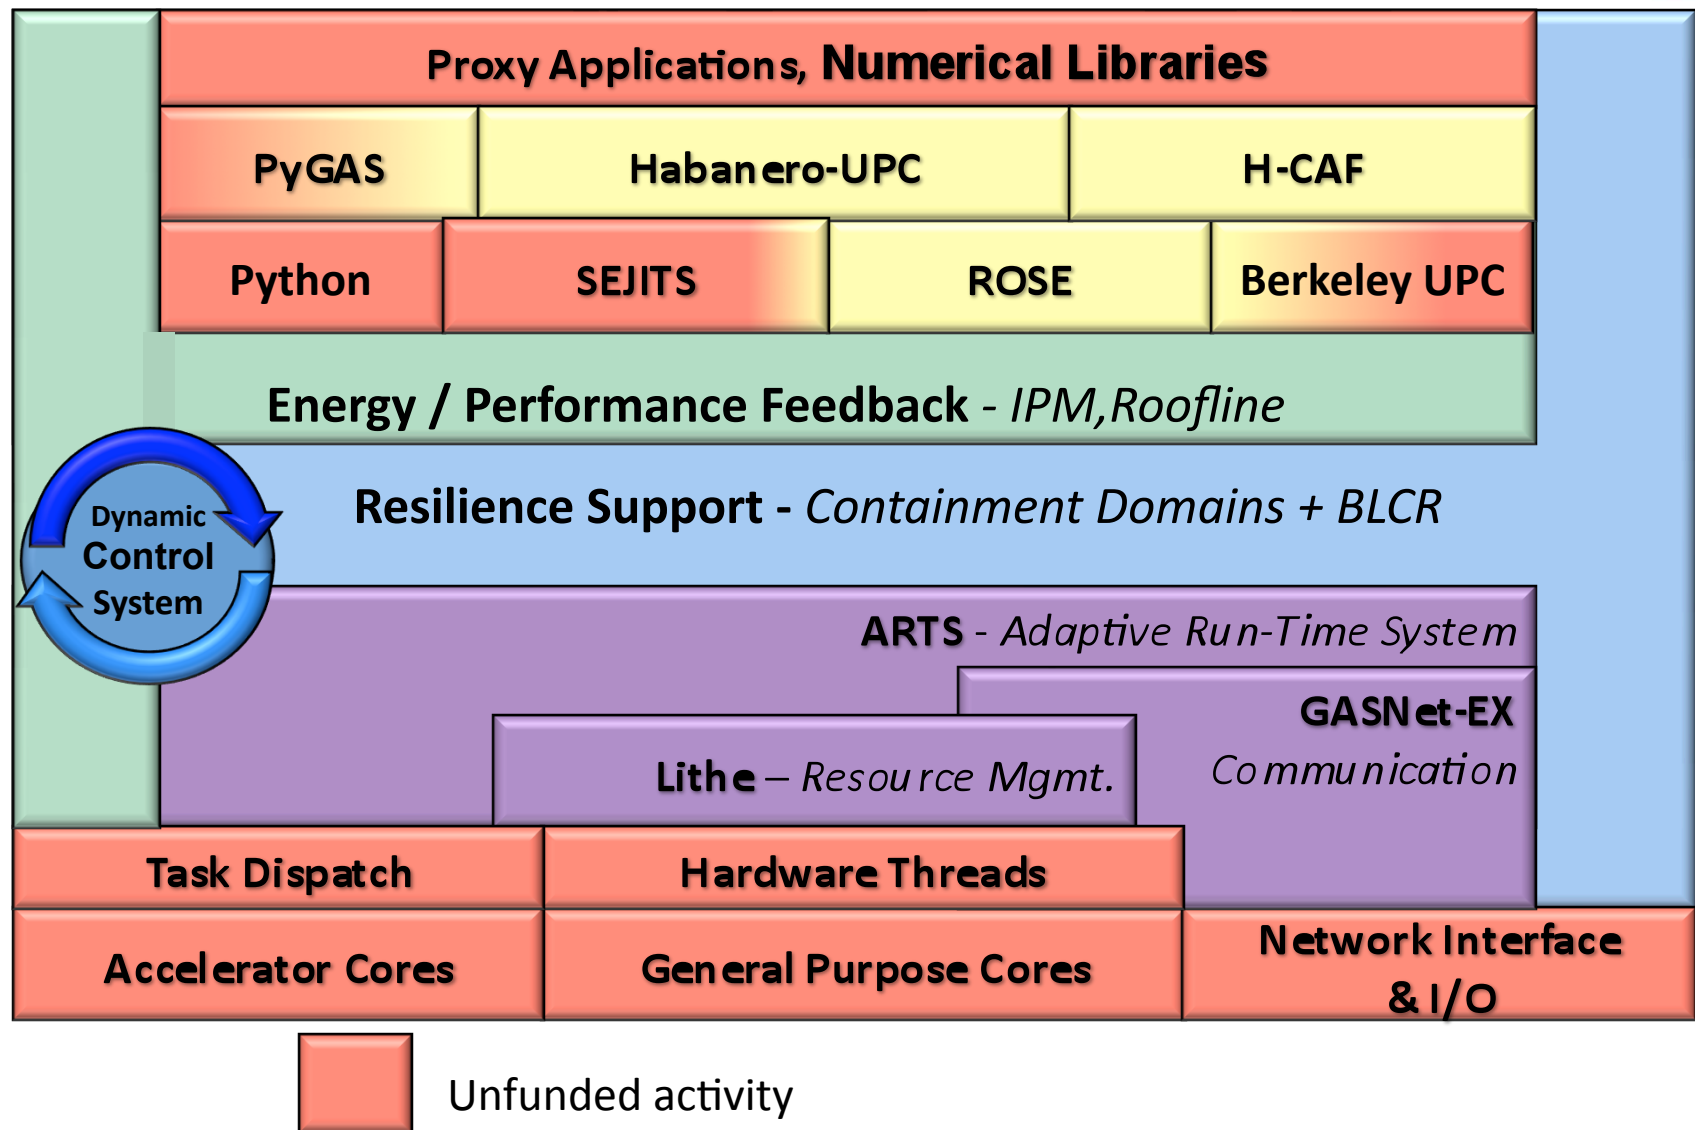 Proxy Applications, Numerical Libraries
PyGAS
Habanero-UPC
H-CAF
Python
SEJITS
ROSE
Berkeley UPC
Energy / Performance Feedback - IPM,Roofline
Resilience Support - Containment Domains + BLCR
Dynamic
Control
System
ARTS - Adaptive Run-Time System
GASNet-EX
Communication
Lithe – Resource Mgmt.
Task Dispatch
Hardware Threads
Accelerator Cores
General Purpose Cores
Network Interface
& I/O
Unfunded activity